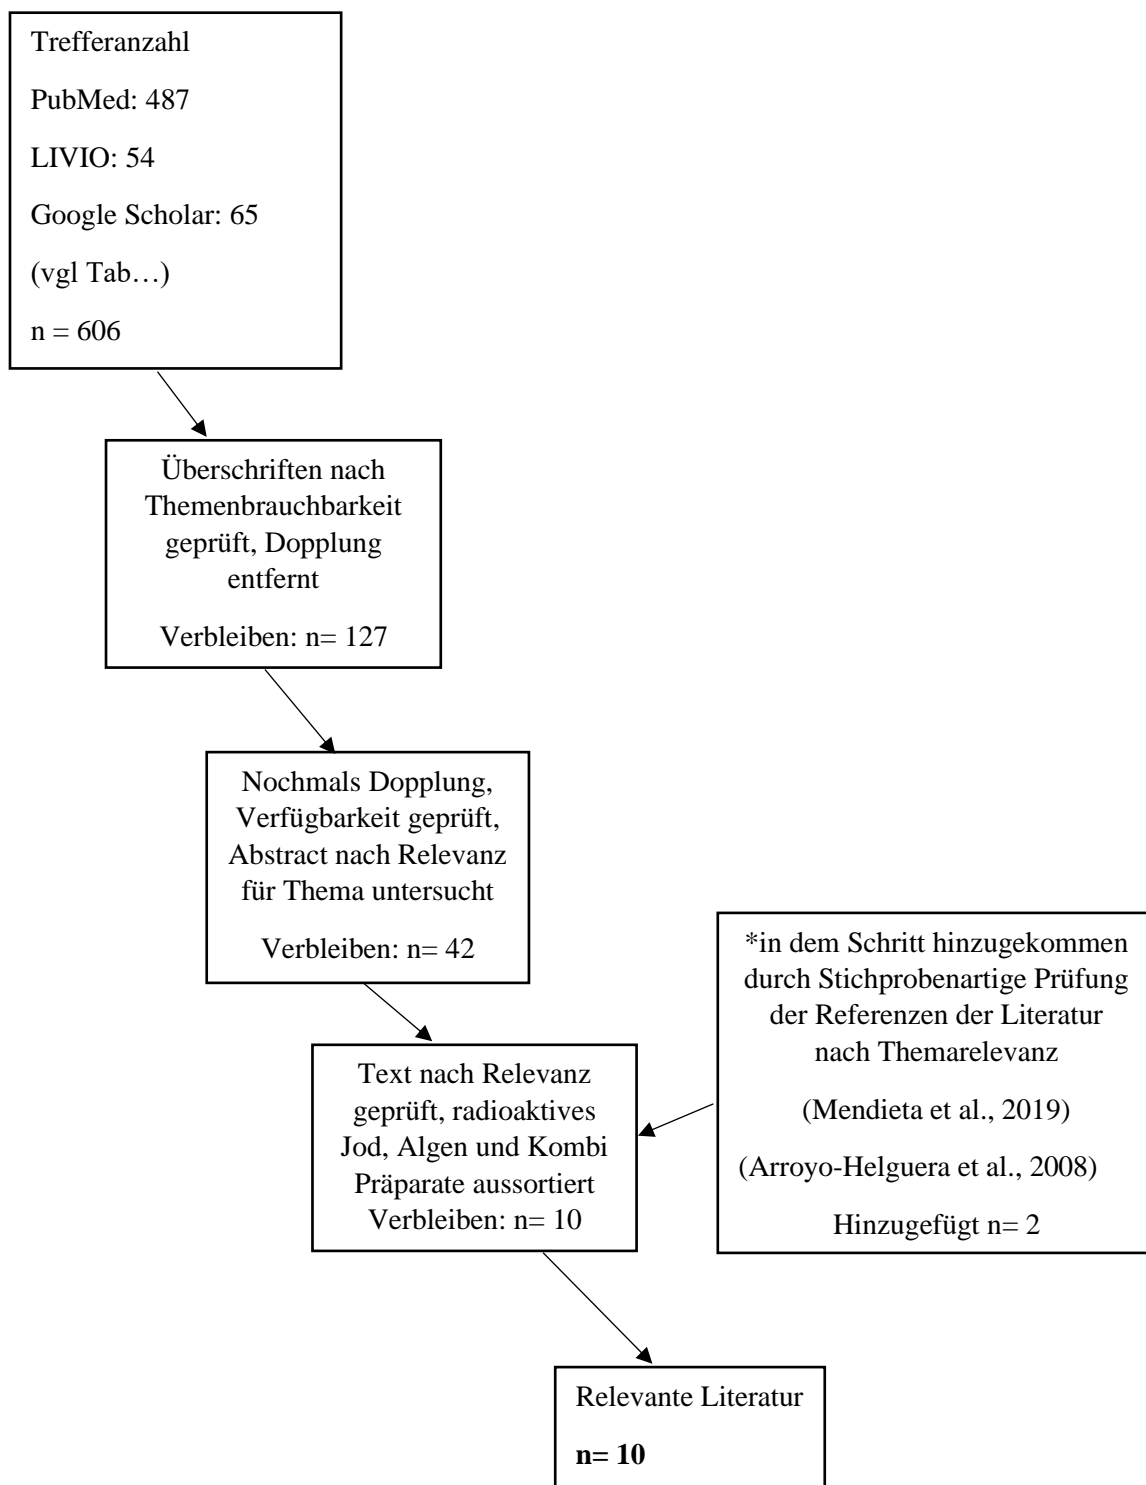 Trefferanzahl
PubMed: 487
LIVIO: 54
Google Scholar: 65
(vgl Tab…)
n = 606
Überschriften nach
Themenbrauchbarkeit
geprüft, Dopplung
entfernt
Verbleiben: n= 127
Nochmals Dopplung,
Verfügbarkeit geprüft,
Abstract nach Relevanz
für Thema untersucht
Verbleiben: n= 42
*in dem Schritt hinzugekommen
durch Stichprobenartige Prüfung
der Referenzen der Literatur
nach Themarelevanz
(Mendieta et al., 2019)
(Arroyo-Helguera et al., 2008)
Hinzugefügt n= 2
Text nach Relevanz
geprüft, radioaktives
Jod, Algen und Kombi
Präparate aussortiert
Verbleiben: n= 10
Relevante Literatur
n= 10